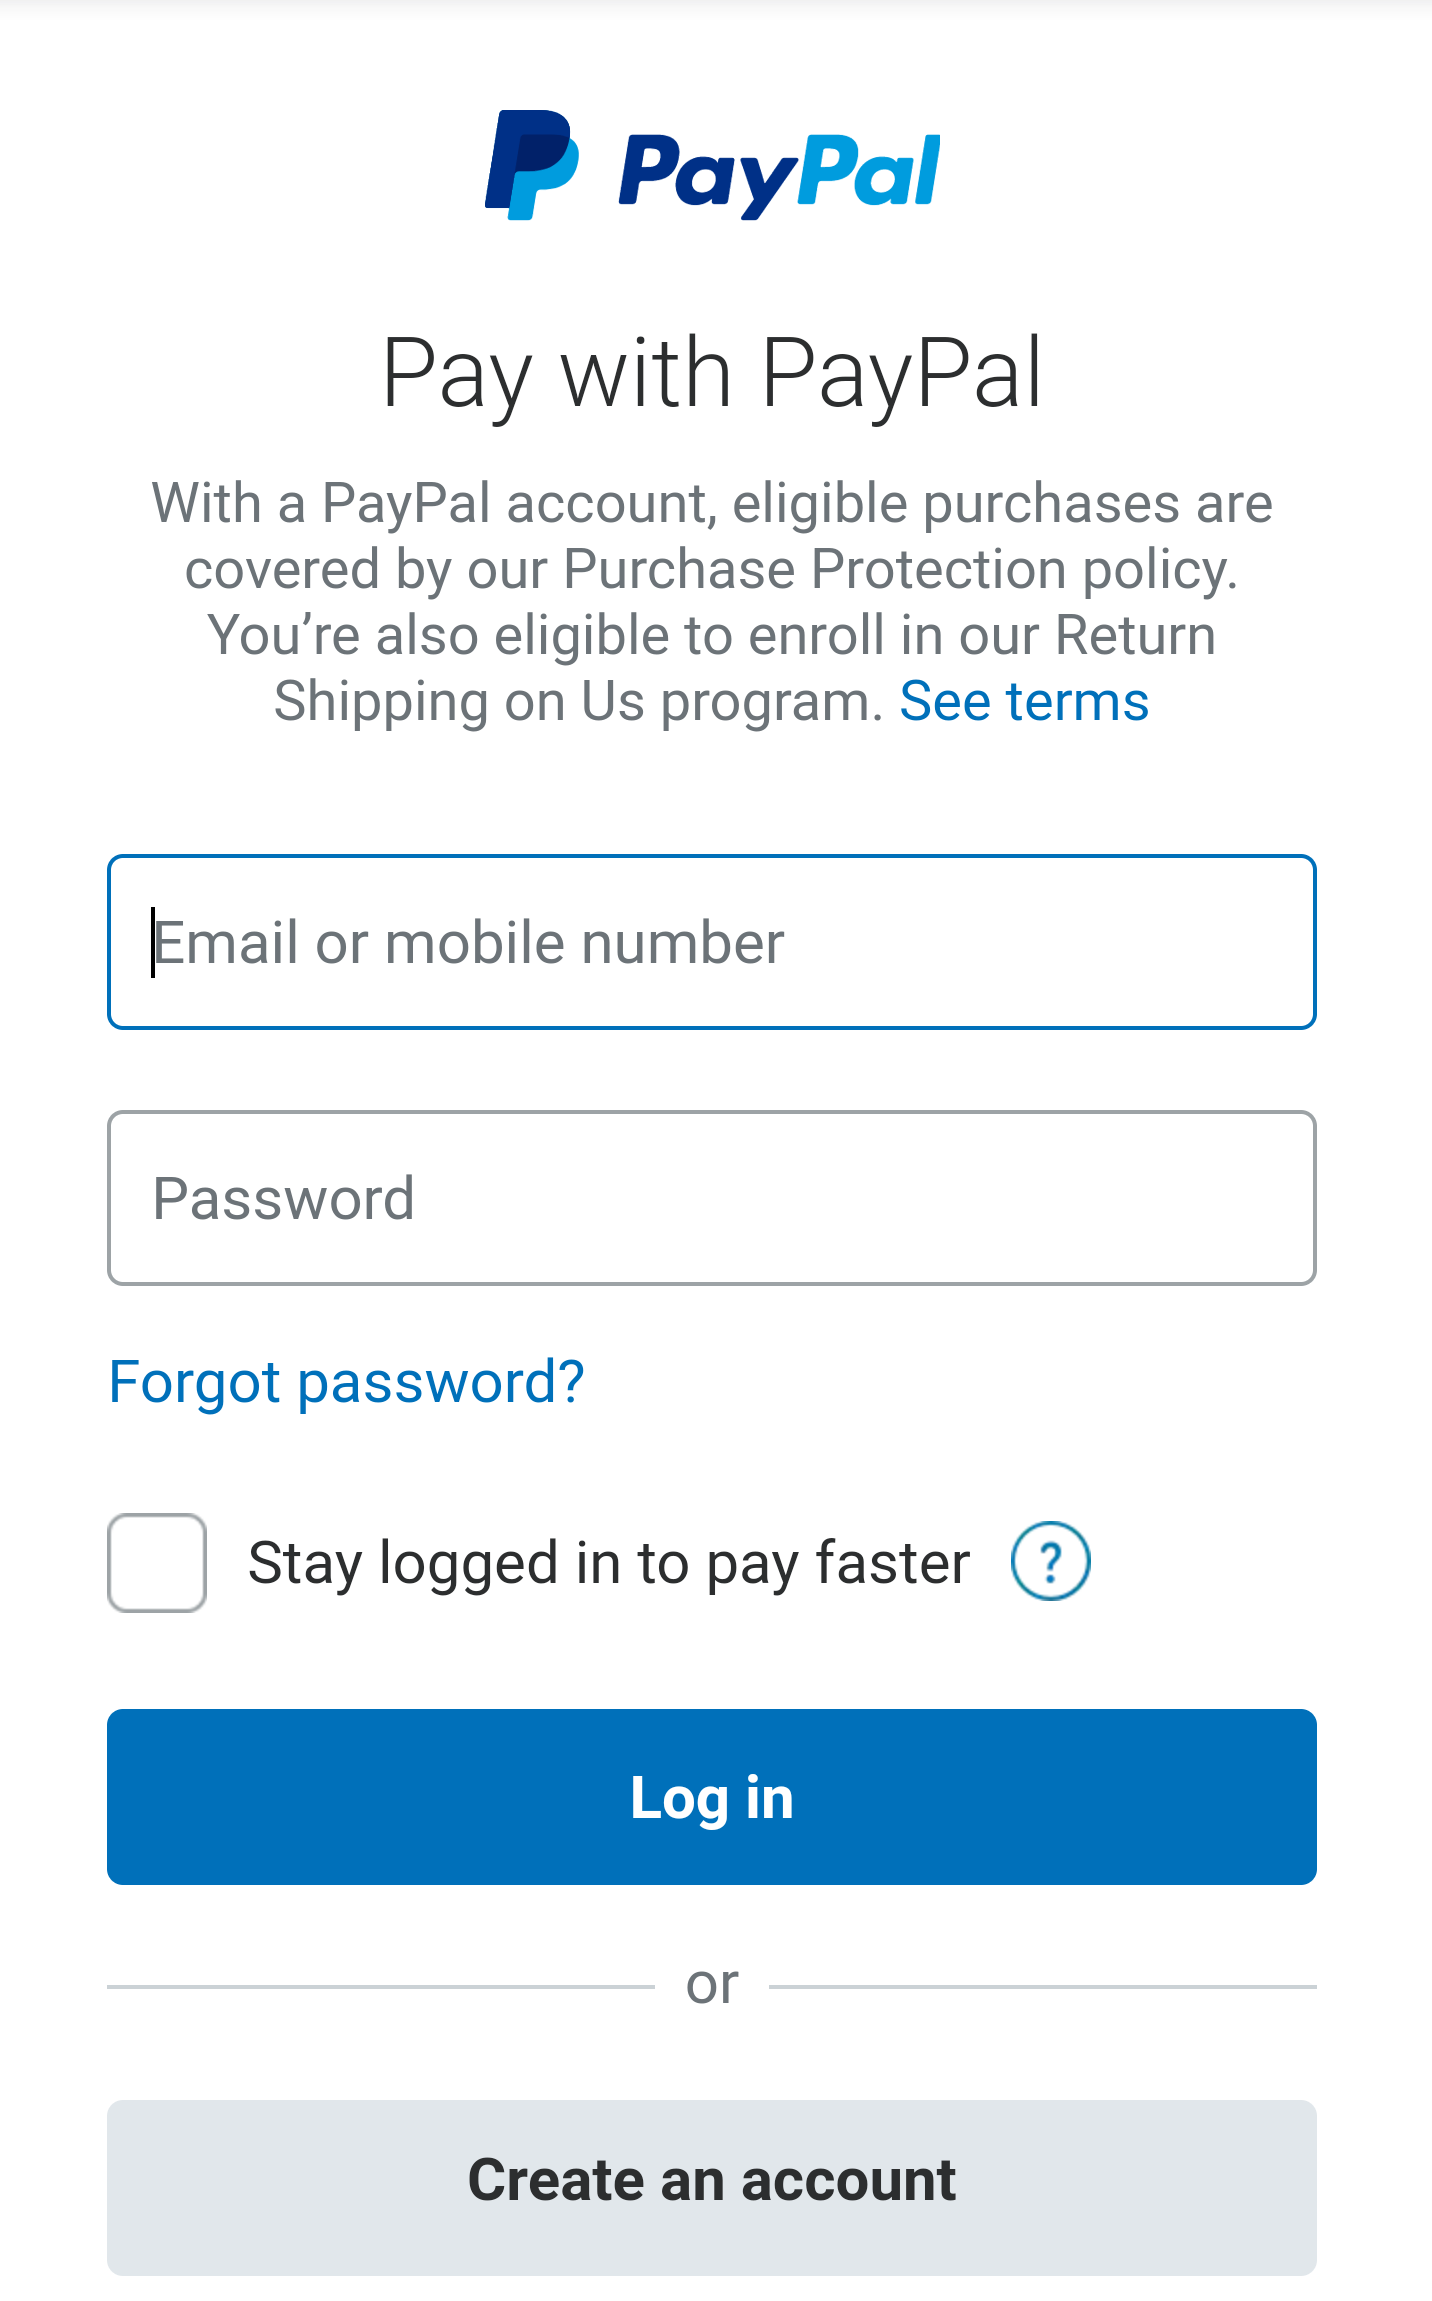 PayPal
Pay with PayPal
With a PayPal account, eligible purchases are
covered by our Purchase Protection policy.
You’re also eligible to enroll in our Return
Shipping on Us program. See terms
Email or mobile number
Password
Forgot password?
Stay logged in to pay faster ?
Log in
or
Create an account